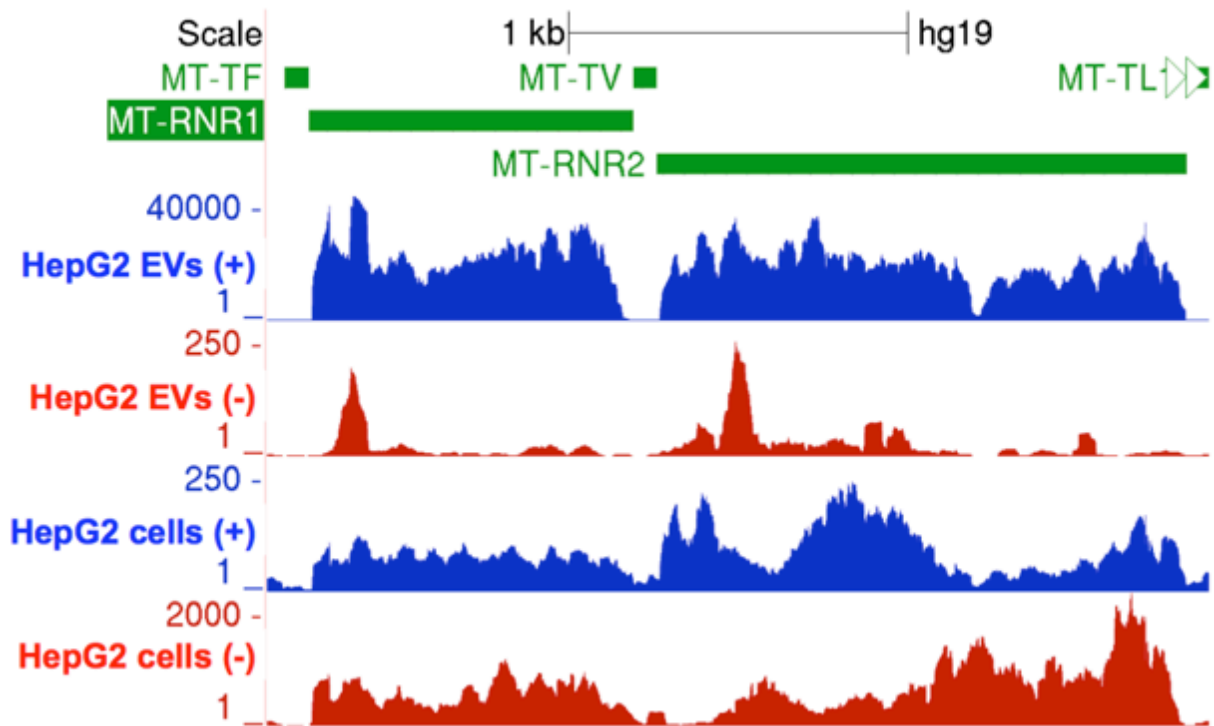 Scale 1 kb hg19
MT-TF MT-TV MT-TL
MT-RNR1
MT-RNR2
40000
HepG2 EVs (+)
1
250
HepG2 EVs (-)
1
250
HepG2 cells (+)
1
2000
HepG2 cells (-)
1